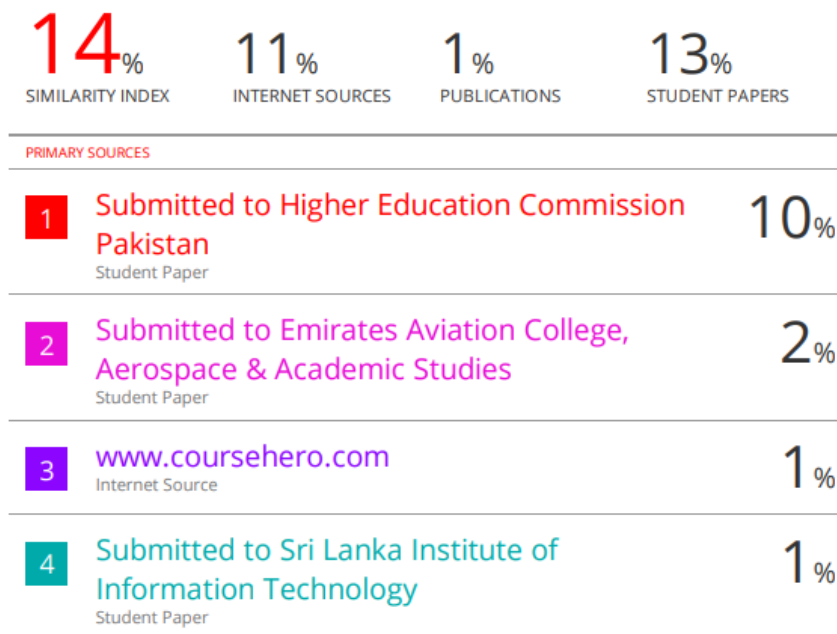 14%
SIMILARITY INDEX
11%
INTERNET SOURCES
1%
PUBLICATIONS
13%
STUDENT PAPERS
PRIMARY SOURCES
1
Submitted to Higher Education Commission
Pakistan
Student Paper
10%
2
Submitted to Emirates Aviation College,
Aerospace & Academic Studies
Student Paper
2%
3
www.coursehero.com
Internet Source
1%
4
Submitted to Sri Lanka Institute of
Information Technology
Student Paper
1%